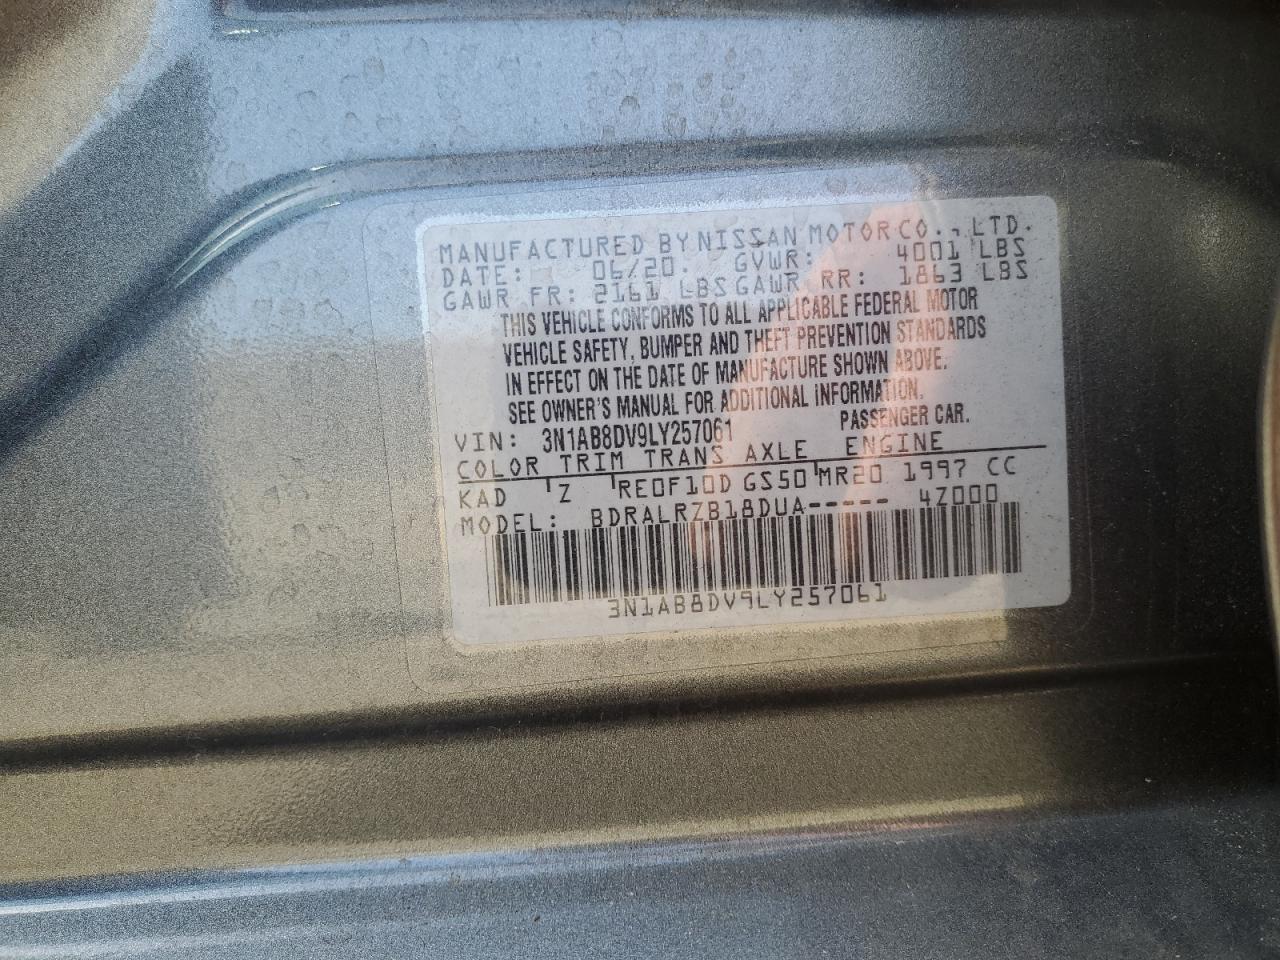 MANUFACTURED BY NISSAN MOTOR CO., LTD.
DATE: 06/20. GVWR: 4001 LBS
GAWR FR: 2161 LBS GAWR RR: 1863 LBS
THIS VEHICLE CONFORMS TO ALL APPLICABLE FEDERAL MOTOR
VEHICLE SAFETY, BUMPER AND THEFT PREVENTION STANDARDS
IN EFFECT ON THE DATE OF MANUFACTURE SHOWN ABOVE.
SEE OWNER'S MANUAL FOR ADDITIONAL INFORMATION.
VIN: 3N1AB8DV9LY257061 PASSENGER CAR.
COLOR TRIM TRANS AXLE ENGINE
KAD Z RE0F10D GS50 MR20 1997 CC
MODEL: BDRALRZB18DUA----- 4Z000
3N1AB8DV9LY257061